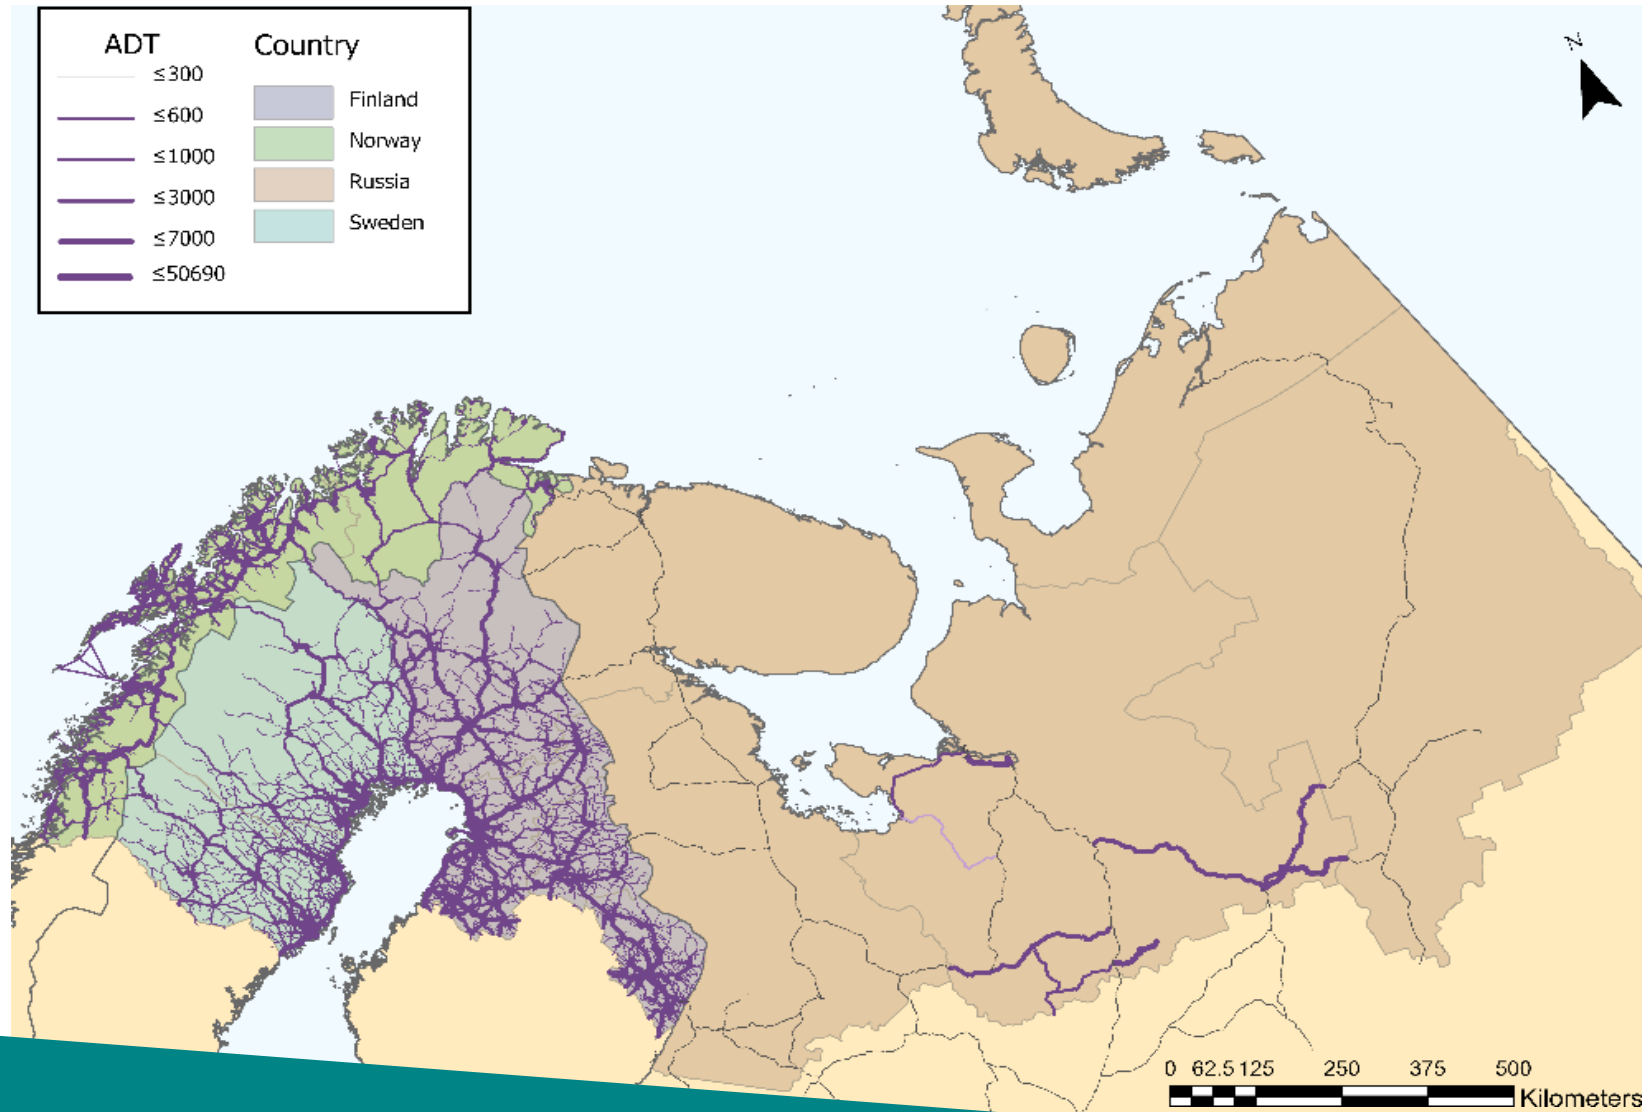 ADT
≤300
≤600
≤1000
≤3000
≤7000
≤50690
Country
Finland
Norway
Russia
Sweden
N
0 62.5 125 250 375 500
Kilometers